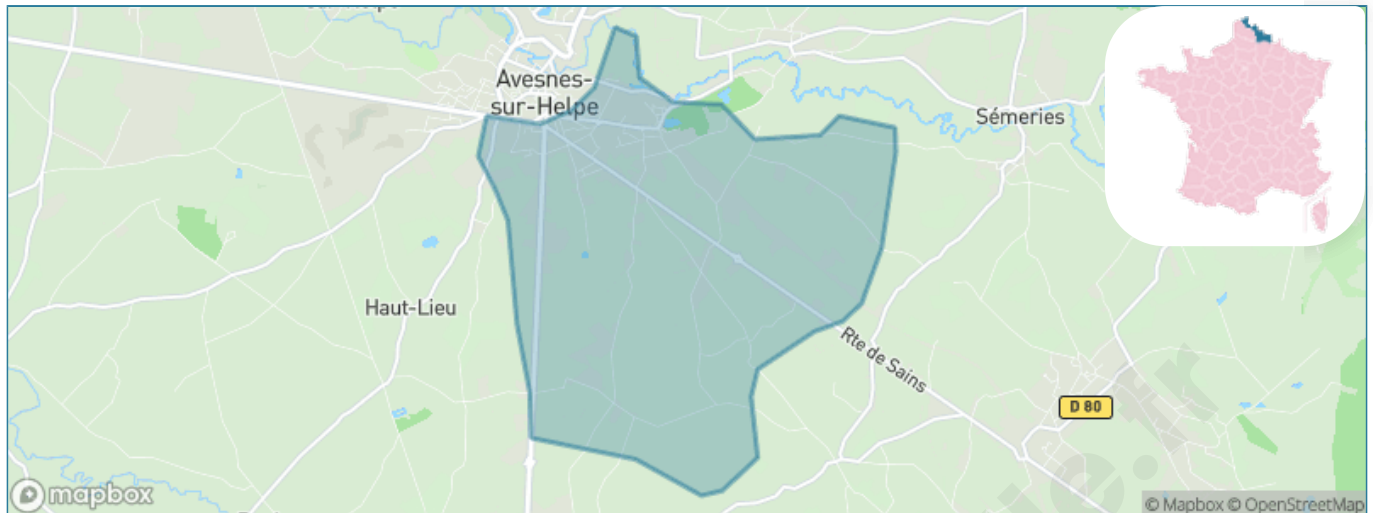 Avesnes-
sur-Helpe
Sémeries
Haut-Lieu
Rte de Sains
D 80
mapbox
© Mapbox © OpenStreetMap